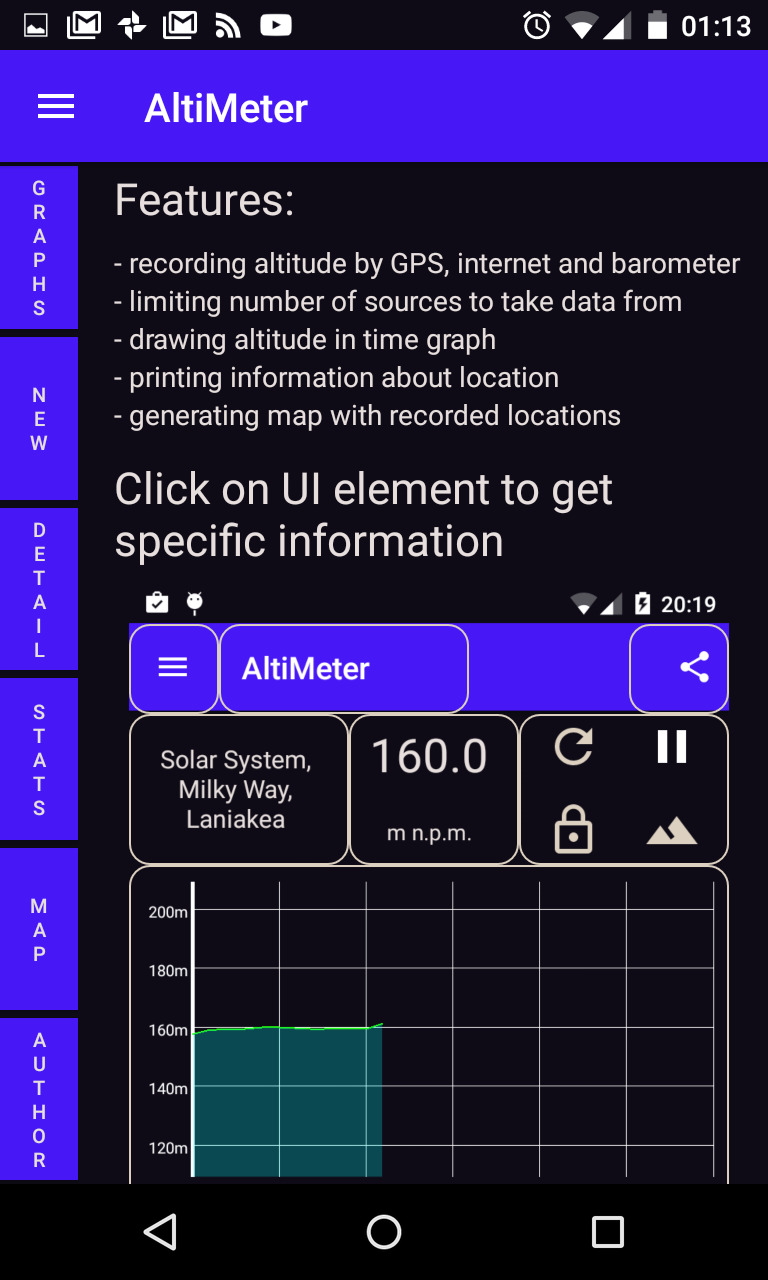 01:13
AltiMeter
GRAPHS
NEW
DETAIL
STATS
MAP
AUTHOR
Features:
- recording altitude by GPS, internet and barometer
- limiting number of sources to take data from
- drawing altitude in time graph
- printing information about location
- generating map with recorded locations
Click on UI element to get
specific information
20:19
AltiMeter
Solar System,
Milky Way,
Laniakea
160.0
m n.p.m.
200m
180m
160m
140m
120m